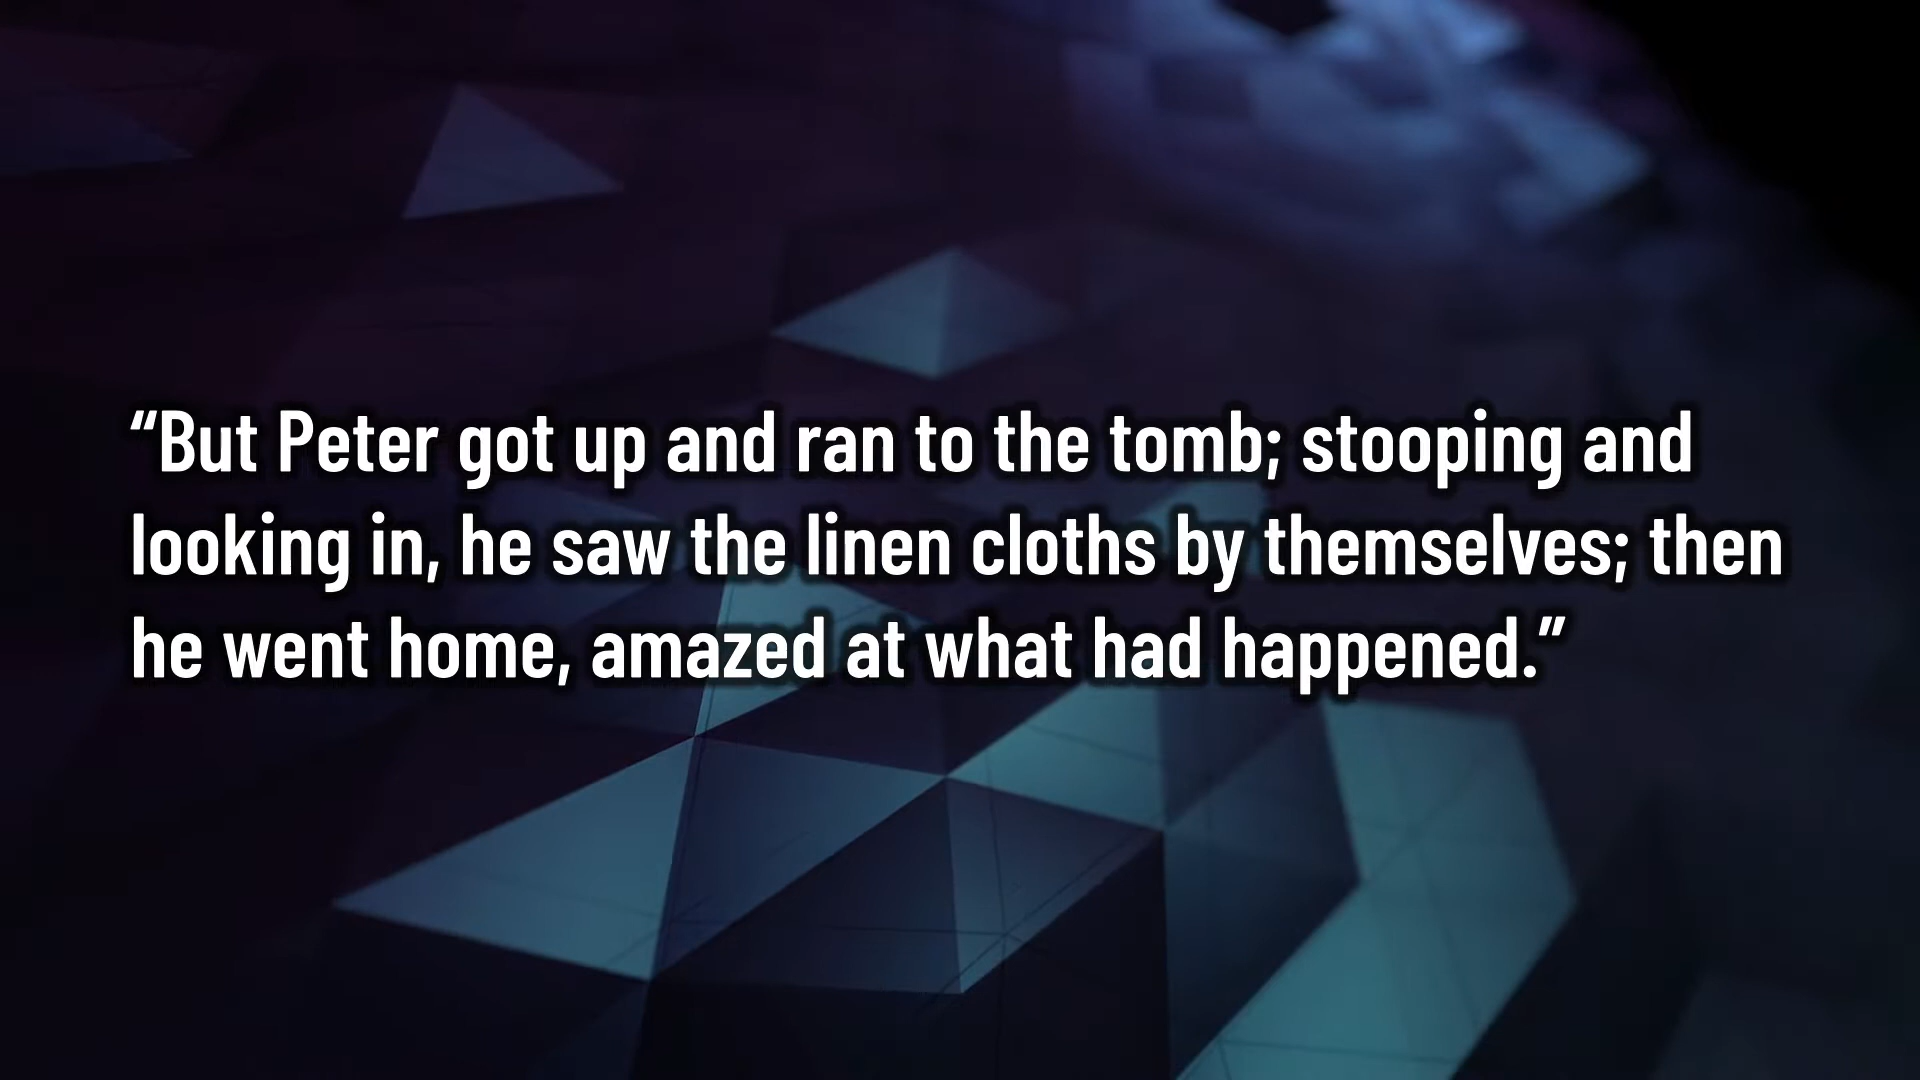 “But Peter got up and ran to the tomb; stooping and
looking in, he saw the linen cloths by themselves; then
he went home, amazed at what had happened.”